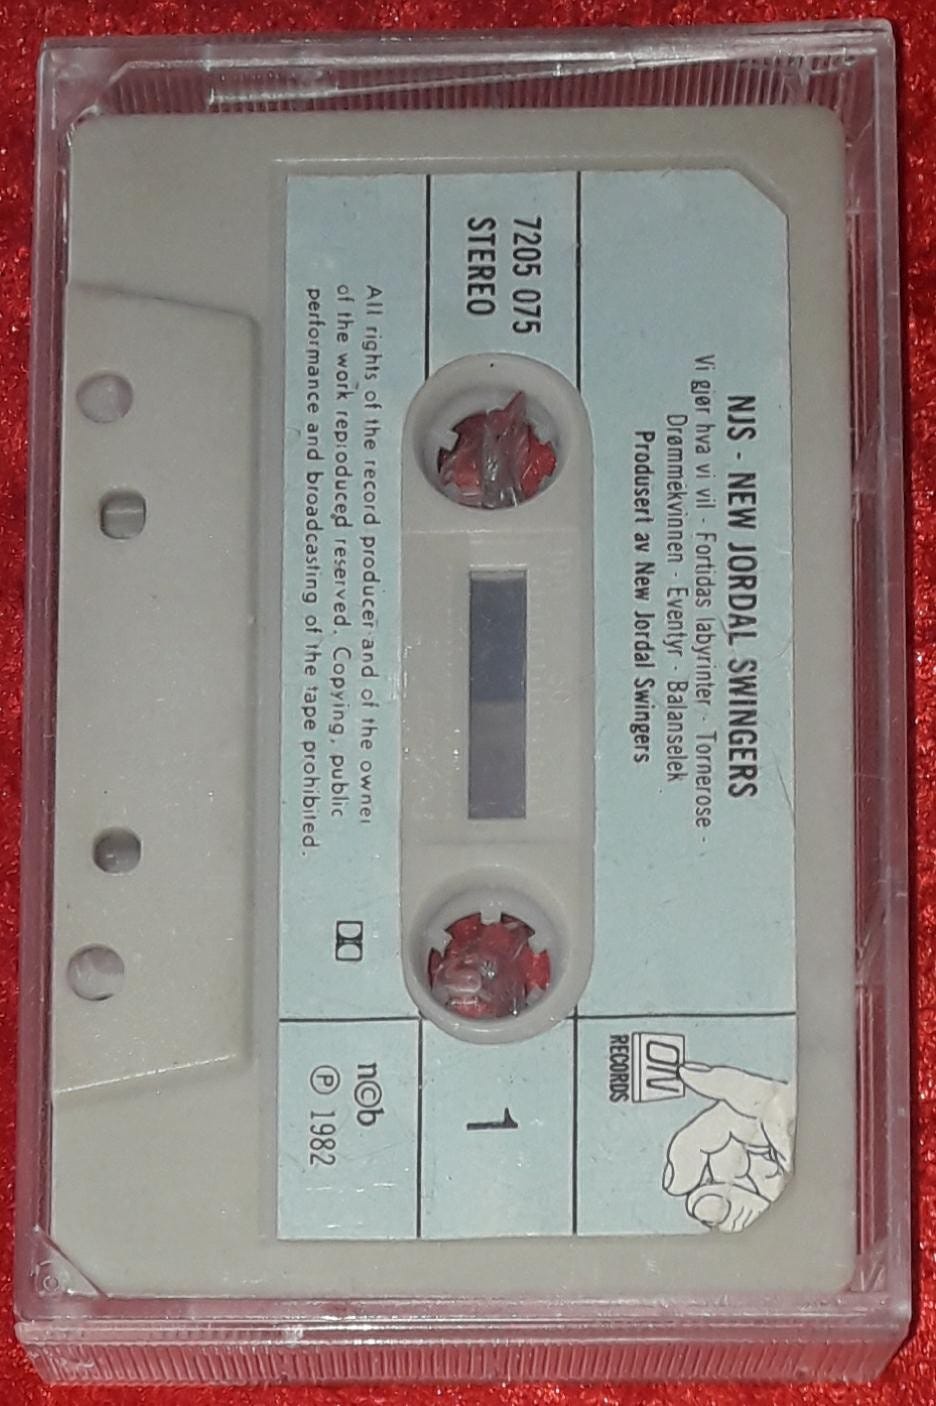 NJS - NEW JORDAL SWINGERS
Vi gjør hva vi vil - Fortidas labyrinter - Tornerose -
Drømmekvinnen - Eventyr - Balanselek
Produsert av New Jordal Swingers
ON
RECORDS
7205 075
STEREO
1
All rights of the record producer and of the owner
of the work reproduced reserved. Copying, public
performance and broadcasting of the tape prohibited.
n©b
Ⓟ 1982